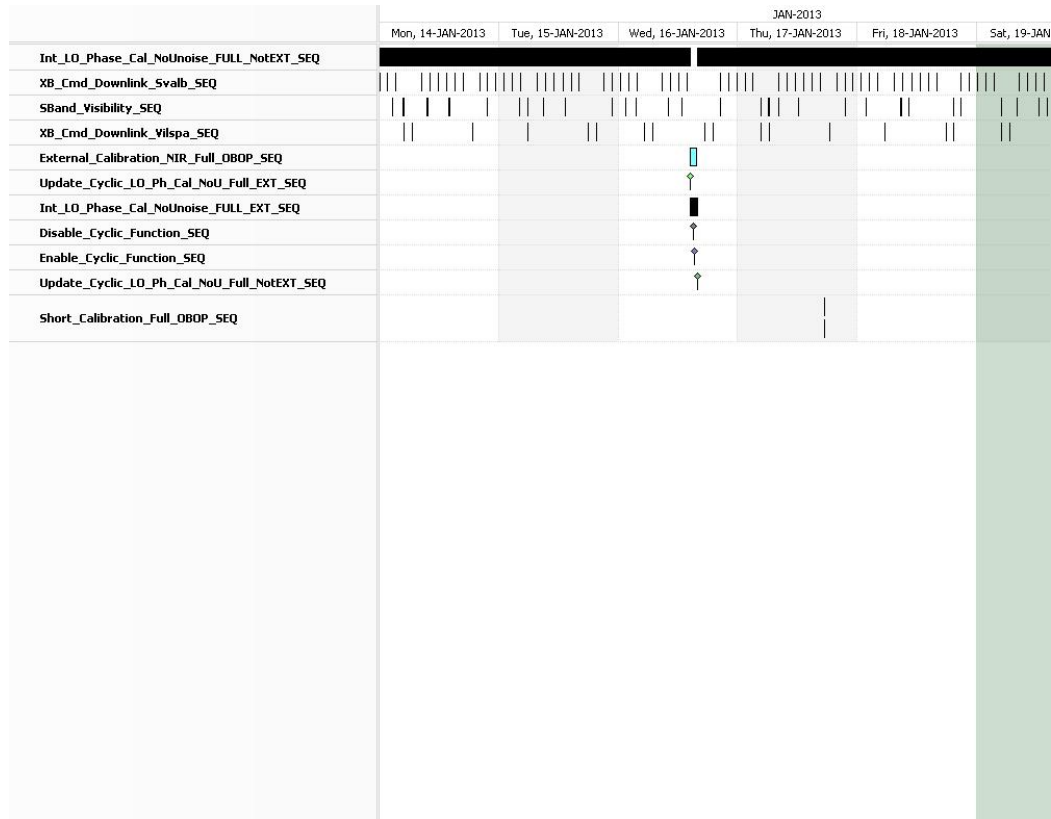 JAN-2013
Mon, 14-JAN-2013 Tue, 15-JAN-2013 Wed, 16-JAN-2013 Thu, 17-JAN-2013 Fri, 18-JAN-2013 Sat, 19-JAN
Int_LO_Phase_Cal_NoUnoise_FULL_NotEXT_SEQ
XB_Cmd_Downlink_Svalb_SEQ
SBand_Visibility_SEQ
XB_Cmd_Downlink_Vilspa_SEQ
External_Calibration_NIR_Full_OBOP_SEQ
Update_Cyclic_LO_Ph_Cal_NoU_Full_EXT_SEQ
Int_LO_Phase_Cal_NoUnoise_FULL_EXT_SEQ
Disable_Cyclic_Function_SEQ
Enable_Cyclic_Function_SEQ
Update_Cyclic_LO_Ph_Cal_NoU_Full_NotEXT_SEQ
Short_Calibration_Full_OBOP_SEQ